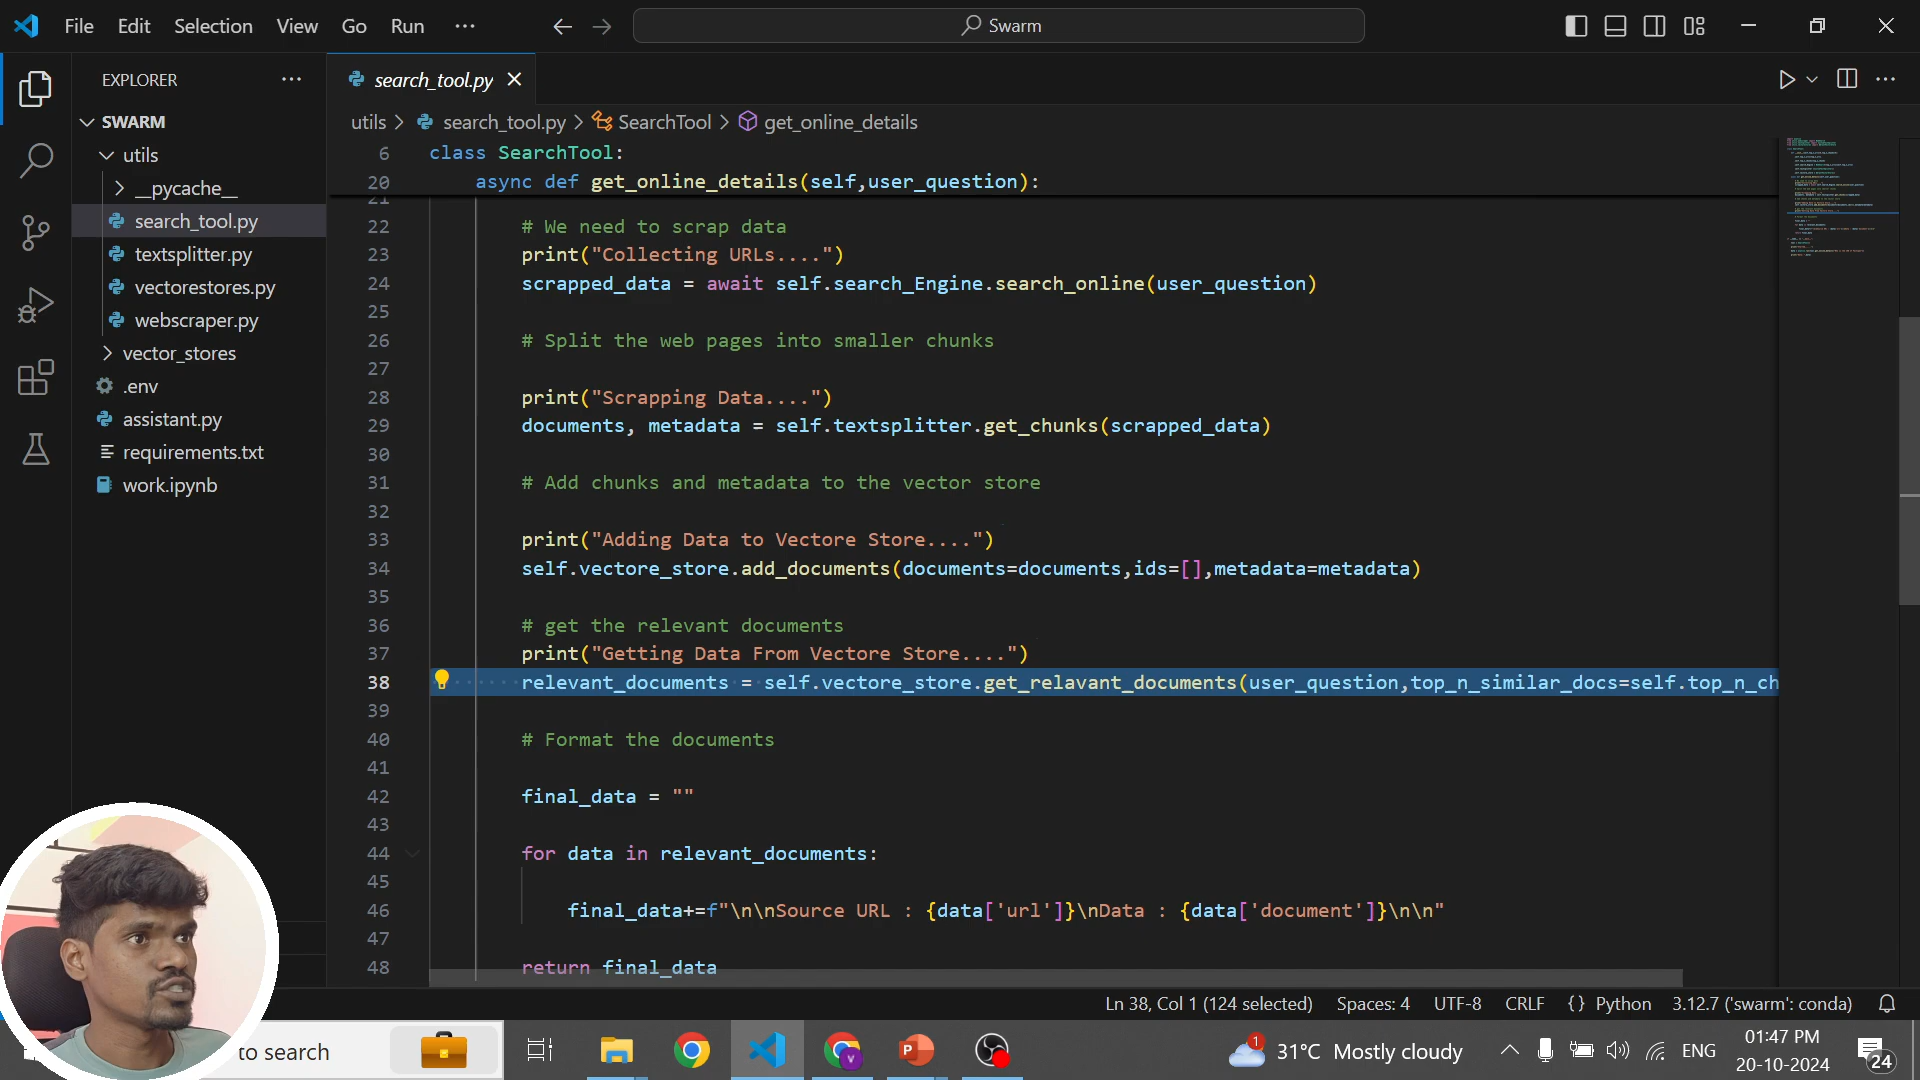 File Edit Selection View Go Run ···
Swarm
EXPLORER
SWARM
utils
__pycache__
search_tool.py
textsplitter.py
vectorestores.py
webscraper.py
vector_stores
.env
assistant.py
requirements.txt
work.ipynb
search_tool.py
utils > search_tool.py > SearchTool > get_online_details
6 class SearchTool:
20 async def get_online_details(self,user_question):
21
22 # We need to scrap data
23 print("Collecting URLs....")
24 scrapped_data = await self.search_Engine.search_online(user_question)
25
26 # Split the web pages into smaller chunks
27
28 print("Scrapping Data....")
29 documents, metadata = self.textsplitter.get_chunks(scrapped_data)
30
31 # Add chunks and metadata to the vector store
32
33 print("Adding Data to Vectore Store....")
34 self.vectore_store.add_documents(documents=documents,ids=[],metadata=metadata)
35
36 # get the relevant documents
37 print("Getting Data From Vectore Store....")
38 relevant_documents = self.vectore_store.get_relavant_documents(user_question,top_n_similar_docs=self.top_n_ch
39
40 # Format the documents
41
42 final_data = ""
43
44 for data in relevant_documents:
45
46 final_data+=f"\n\nSource URL : {data['url']}\nData : {data['document']}\n\n"
47
48 return final_data
Ln 38, Col 1 (124 selected) Spaces: 4 UTF-8 CRLF {} Python 3.12.7 ('swarm': conda)
to search
1
31°C Mostly cloudy
ENG
01:47 PM
20-10-2024
24